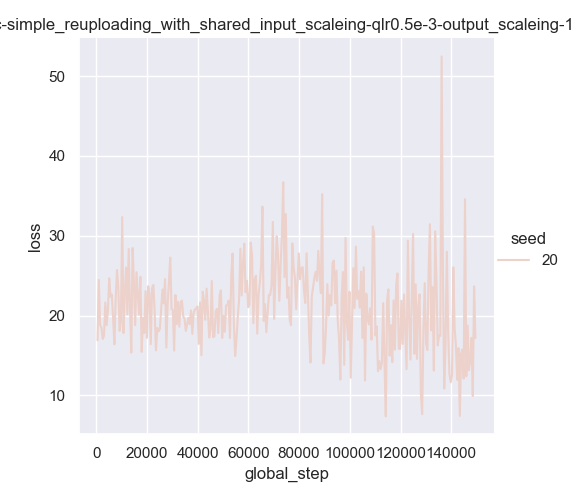 c-simple_reuploading_with_shared_input_scaleing-qlr0.5e-3-output_scaleing-1
50
40
30
20
10
loss
seed
20
0 20000 40000 60000 80000 100000 120000 140000
global_step